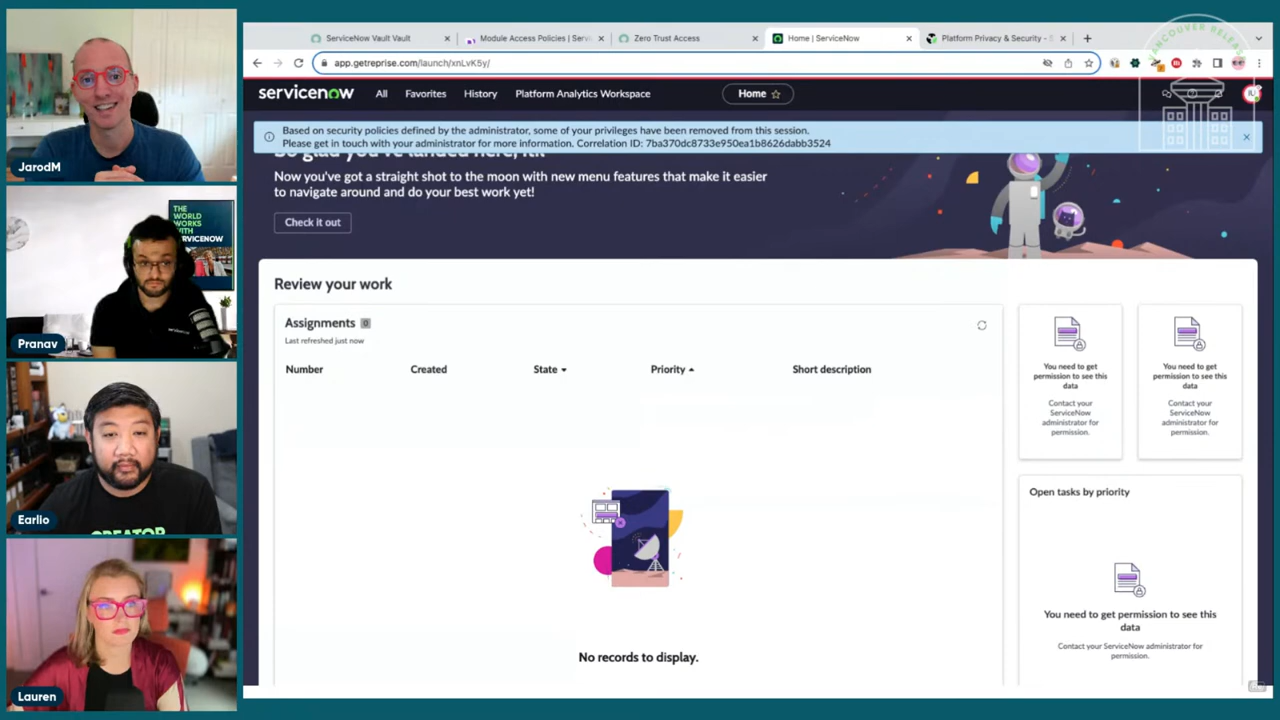 JarodM
THE
WORLD
WORKS
WITH
SERVICENOW
servicenow
Pranav
CREATOR
Earlio
Lauren
ServiceNow Vault Vault
Module Access Policies | Servi
Zero Trust Access
Home | ServiceNow
Platform Privacy & Security - S
app.getreprise.com/launch/xnLvK5y/
VANCOUVER RELEASE
servicenow
All
Favorites
History
Platform Analytics Workspace
Home
Based on security policies defined by the administrator, some of your privileges have been removed from this session.
Please get in touch with your administrator for more information. Correlation ID: 7ba370dc8733e950ea1b8626dabb3524
Now you've got a straight shot to the moon with new menu features that make it easier
to navigate around and do your best work yet!
Check it out
Review your work
Assignments 0
Last refreshed just now
Number
Created
State
Priority
Short description
No records to display.
You need to get
permission to see this
data
Contact your
ServiceNow
administrator for
permission.
You need to get
permission to see this
data
Contact your
ServiceNow
administrator for
permission.
Open tasks by priority
You need to get permission to see this
data
Contact your ServiceNow administrator for
permission.